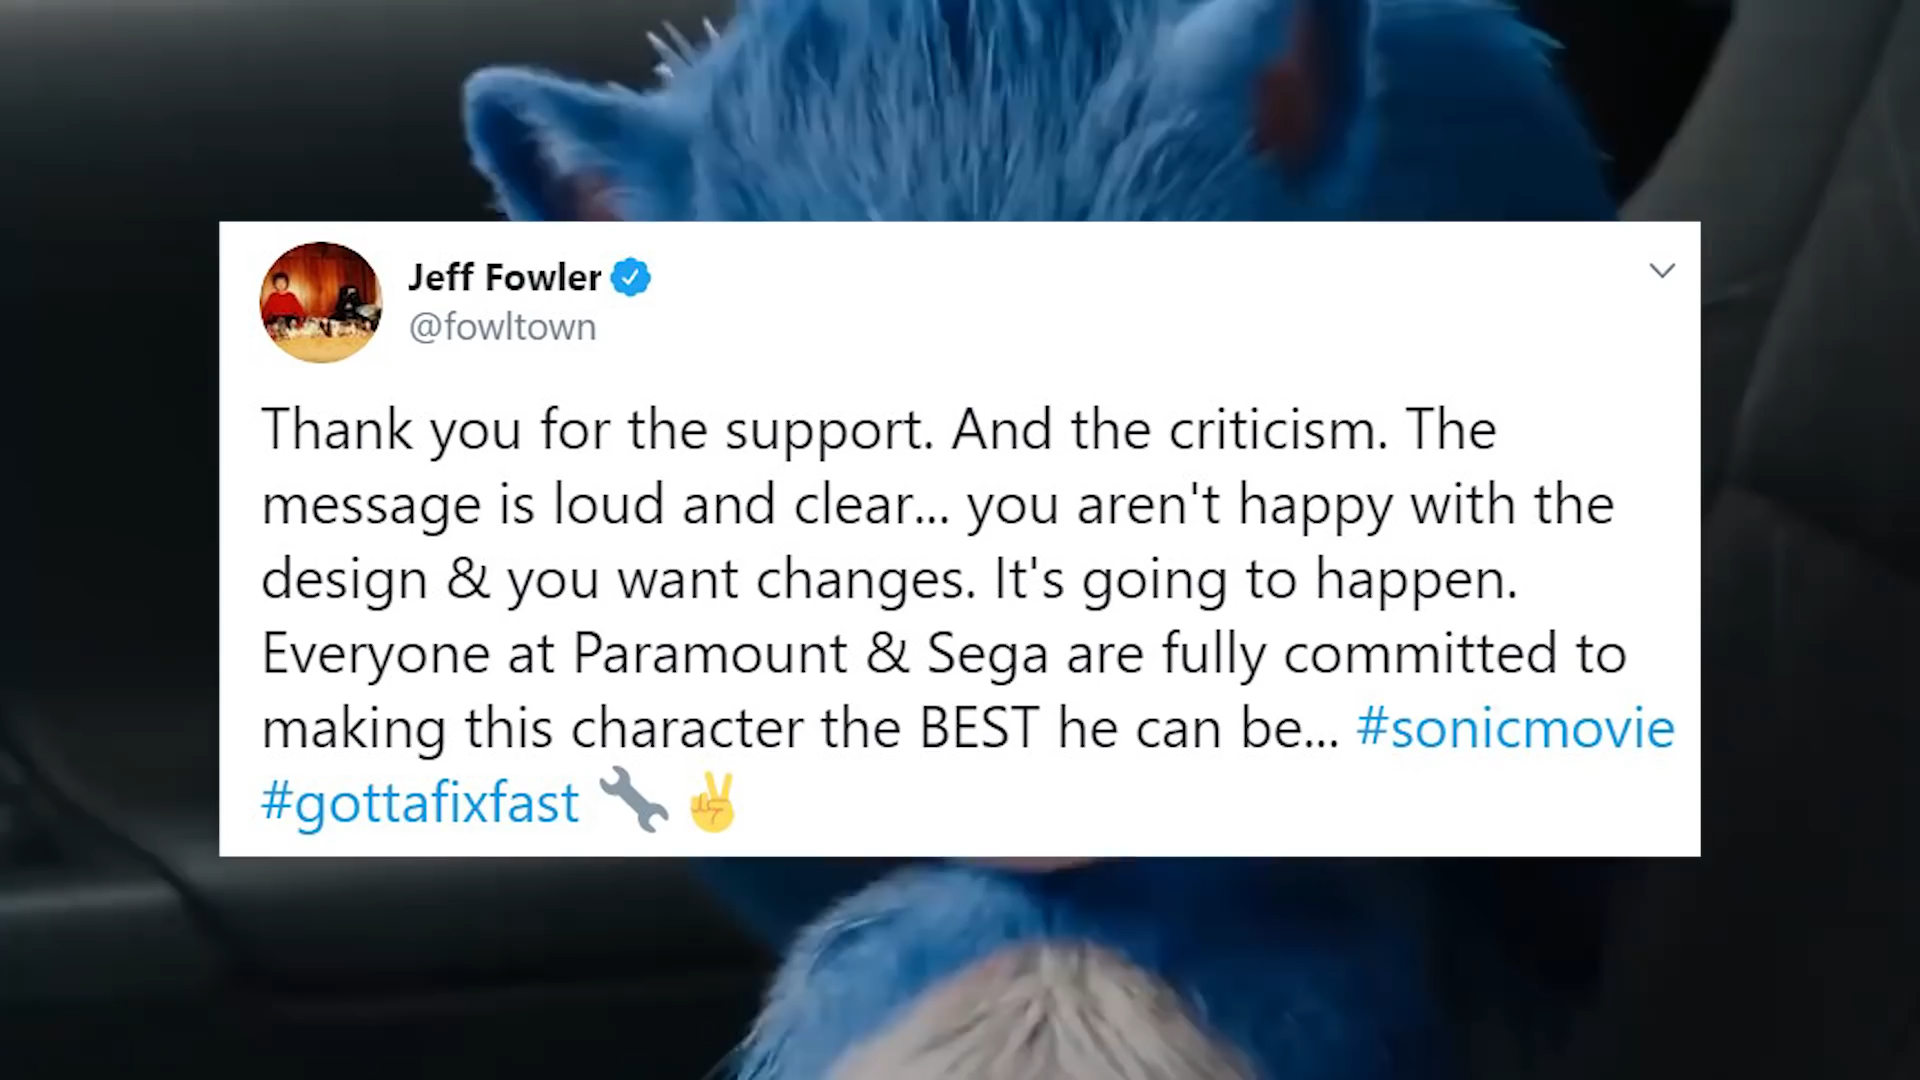 Jeff Fowler
@fowltown
Thank you for the support. And the criticism. The
message is loud and clear... you aren't happy with the
design & you want changes. It's going to happen.
Everyone at Paramount & Sega are fully committed to
making this character the BEST he can be... #sonicmovie
#gottafixfast 🔧✌